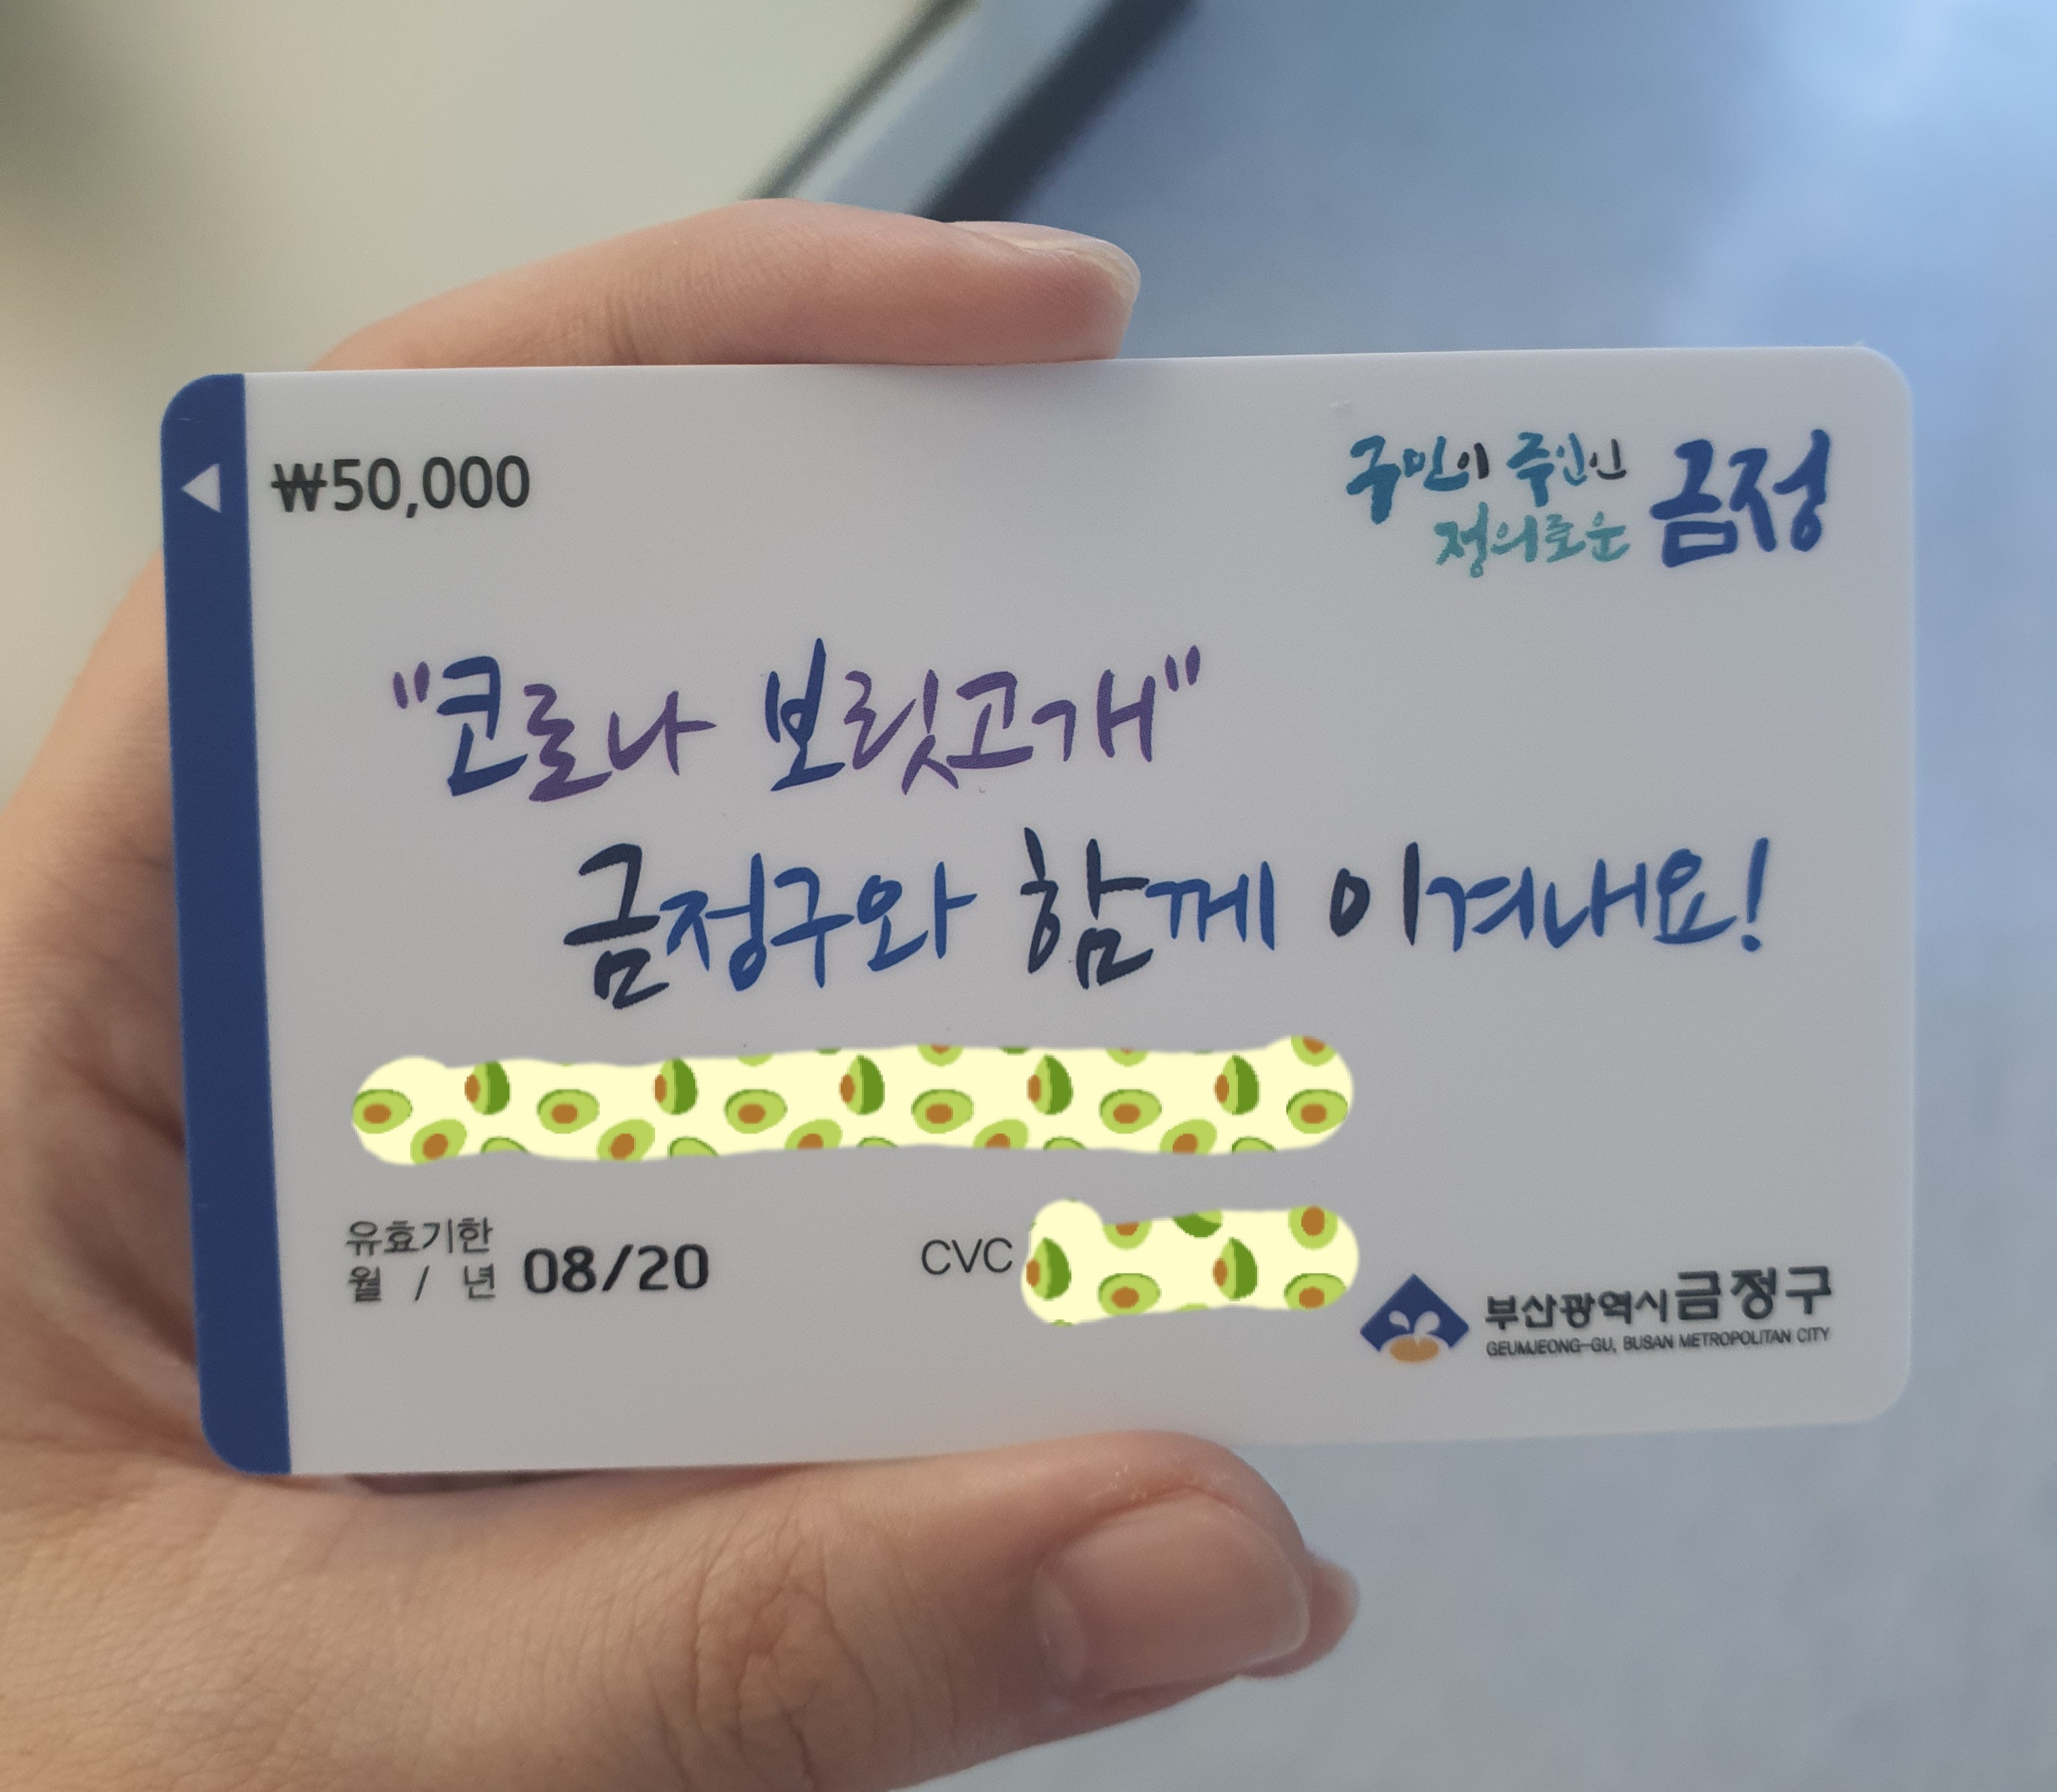 ₩50,000
구민이 주인인
정의로운 금정
"코로나 보릿고개"
금정구와 함께 이겨내요!
유효기한
월 / 년 08/20
CVC
부산광역시금정구
GEUMJEONG-GU, BUSAN METROPOLITAN CITY